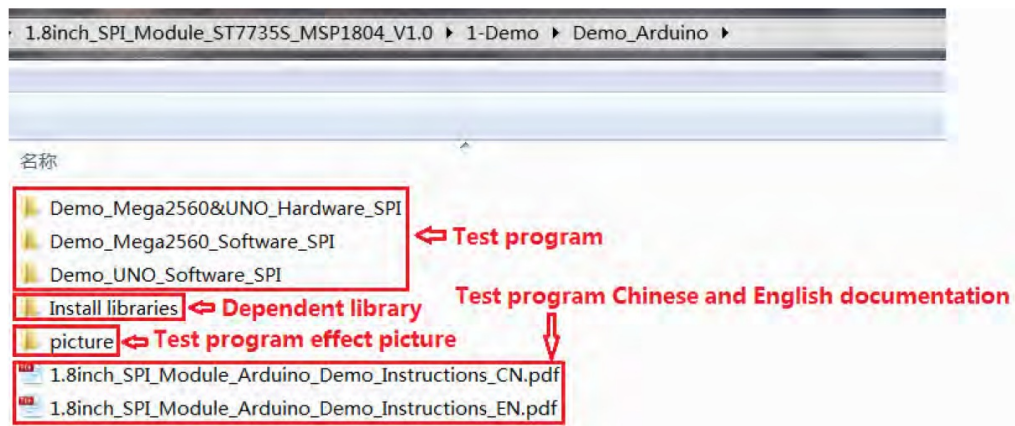 1.8inch_SPI_Module_ST7735S_MSP1804_V1.0 ▸ 1-Demo ▸ Demo_Arduino ▸
名称
Demo_Mega2560&UNO_Hardware_SPI
Demo_Mega2560_Software_SPI
Test program
Demo_UNO_Software_SPI
Test program Chinese and English documentation
Install libraries
Dependent library
picture
Test program effect picture
1.8inch_SPI_Module_Arduino_Demo_Instructions_CN.pdf
1.8inch_SPI_Module_Arduino_Demo_Instructions_EN.pdf